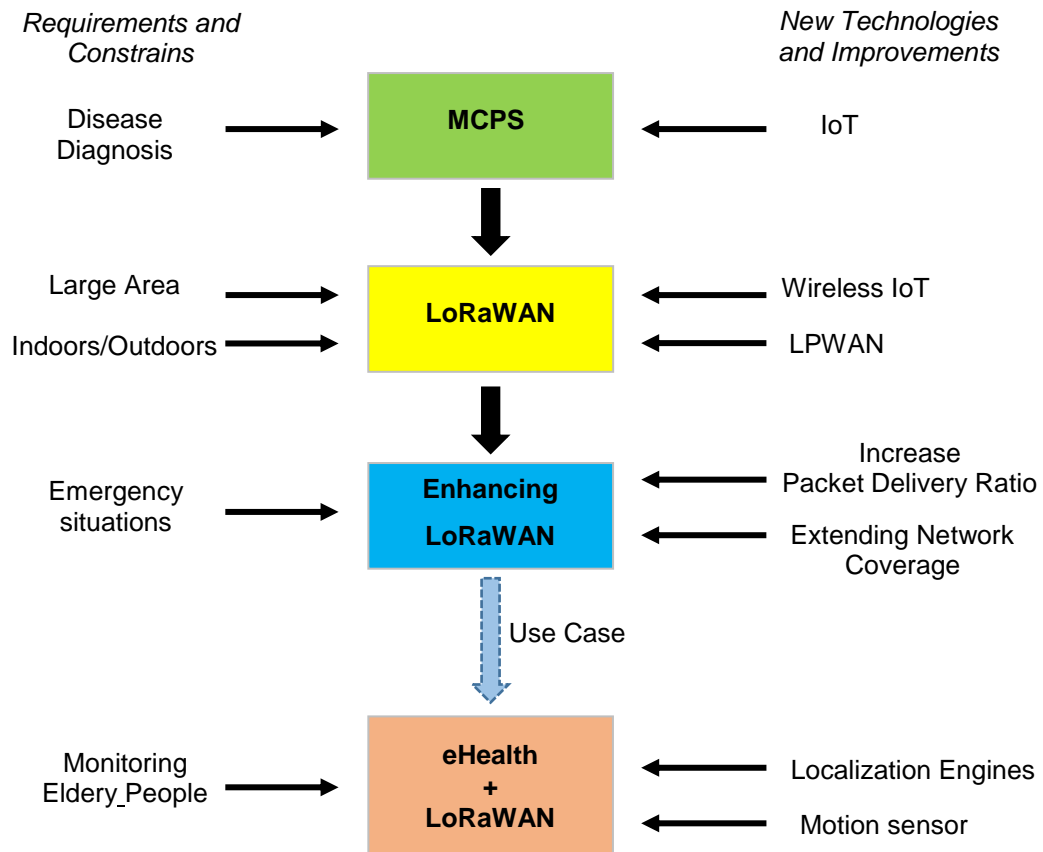 Requirements and
Constrains
New Technologies
and Improvements
Disease
Diagnosis
MCPS
IoT
Large Area
Indoors/Outdoors
LoRaWAN
Wireless IoT
LPWAN
Emergency
situations
Enhancing
LoRaWAN
Increase
Packet Delivery Ratio
Extending Network
Coverage
Use Case
Monitoring
Eldery People
eHealth
+
LoRaWAN
Localization Engines
Motion sensor